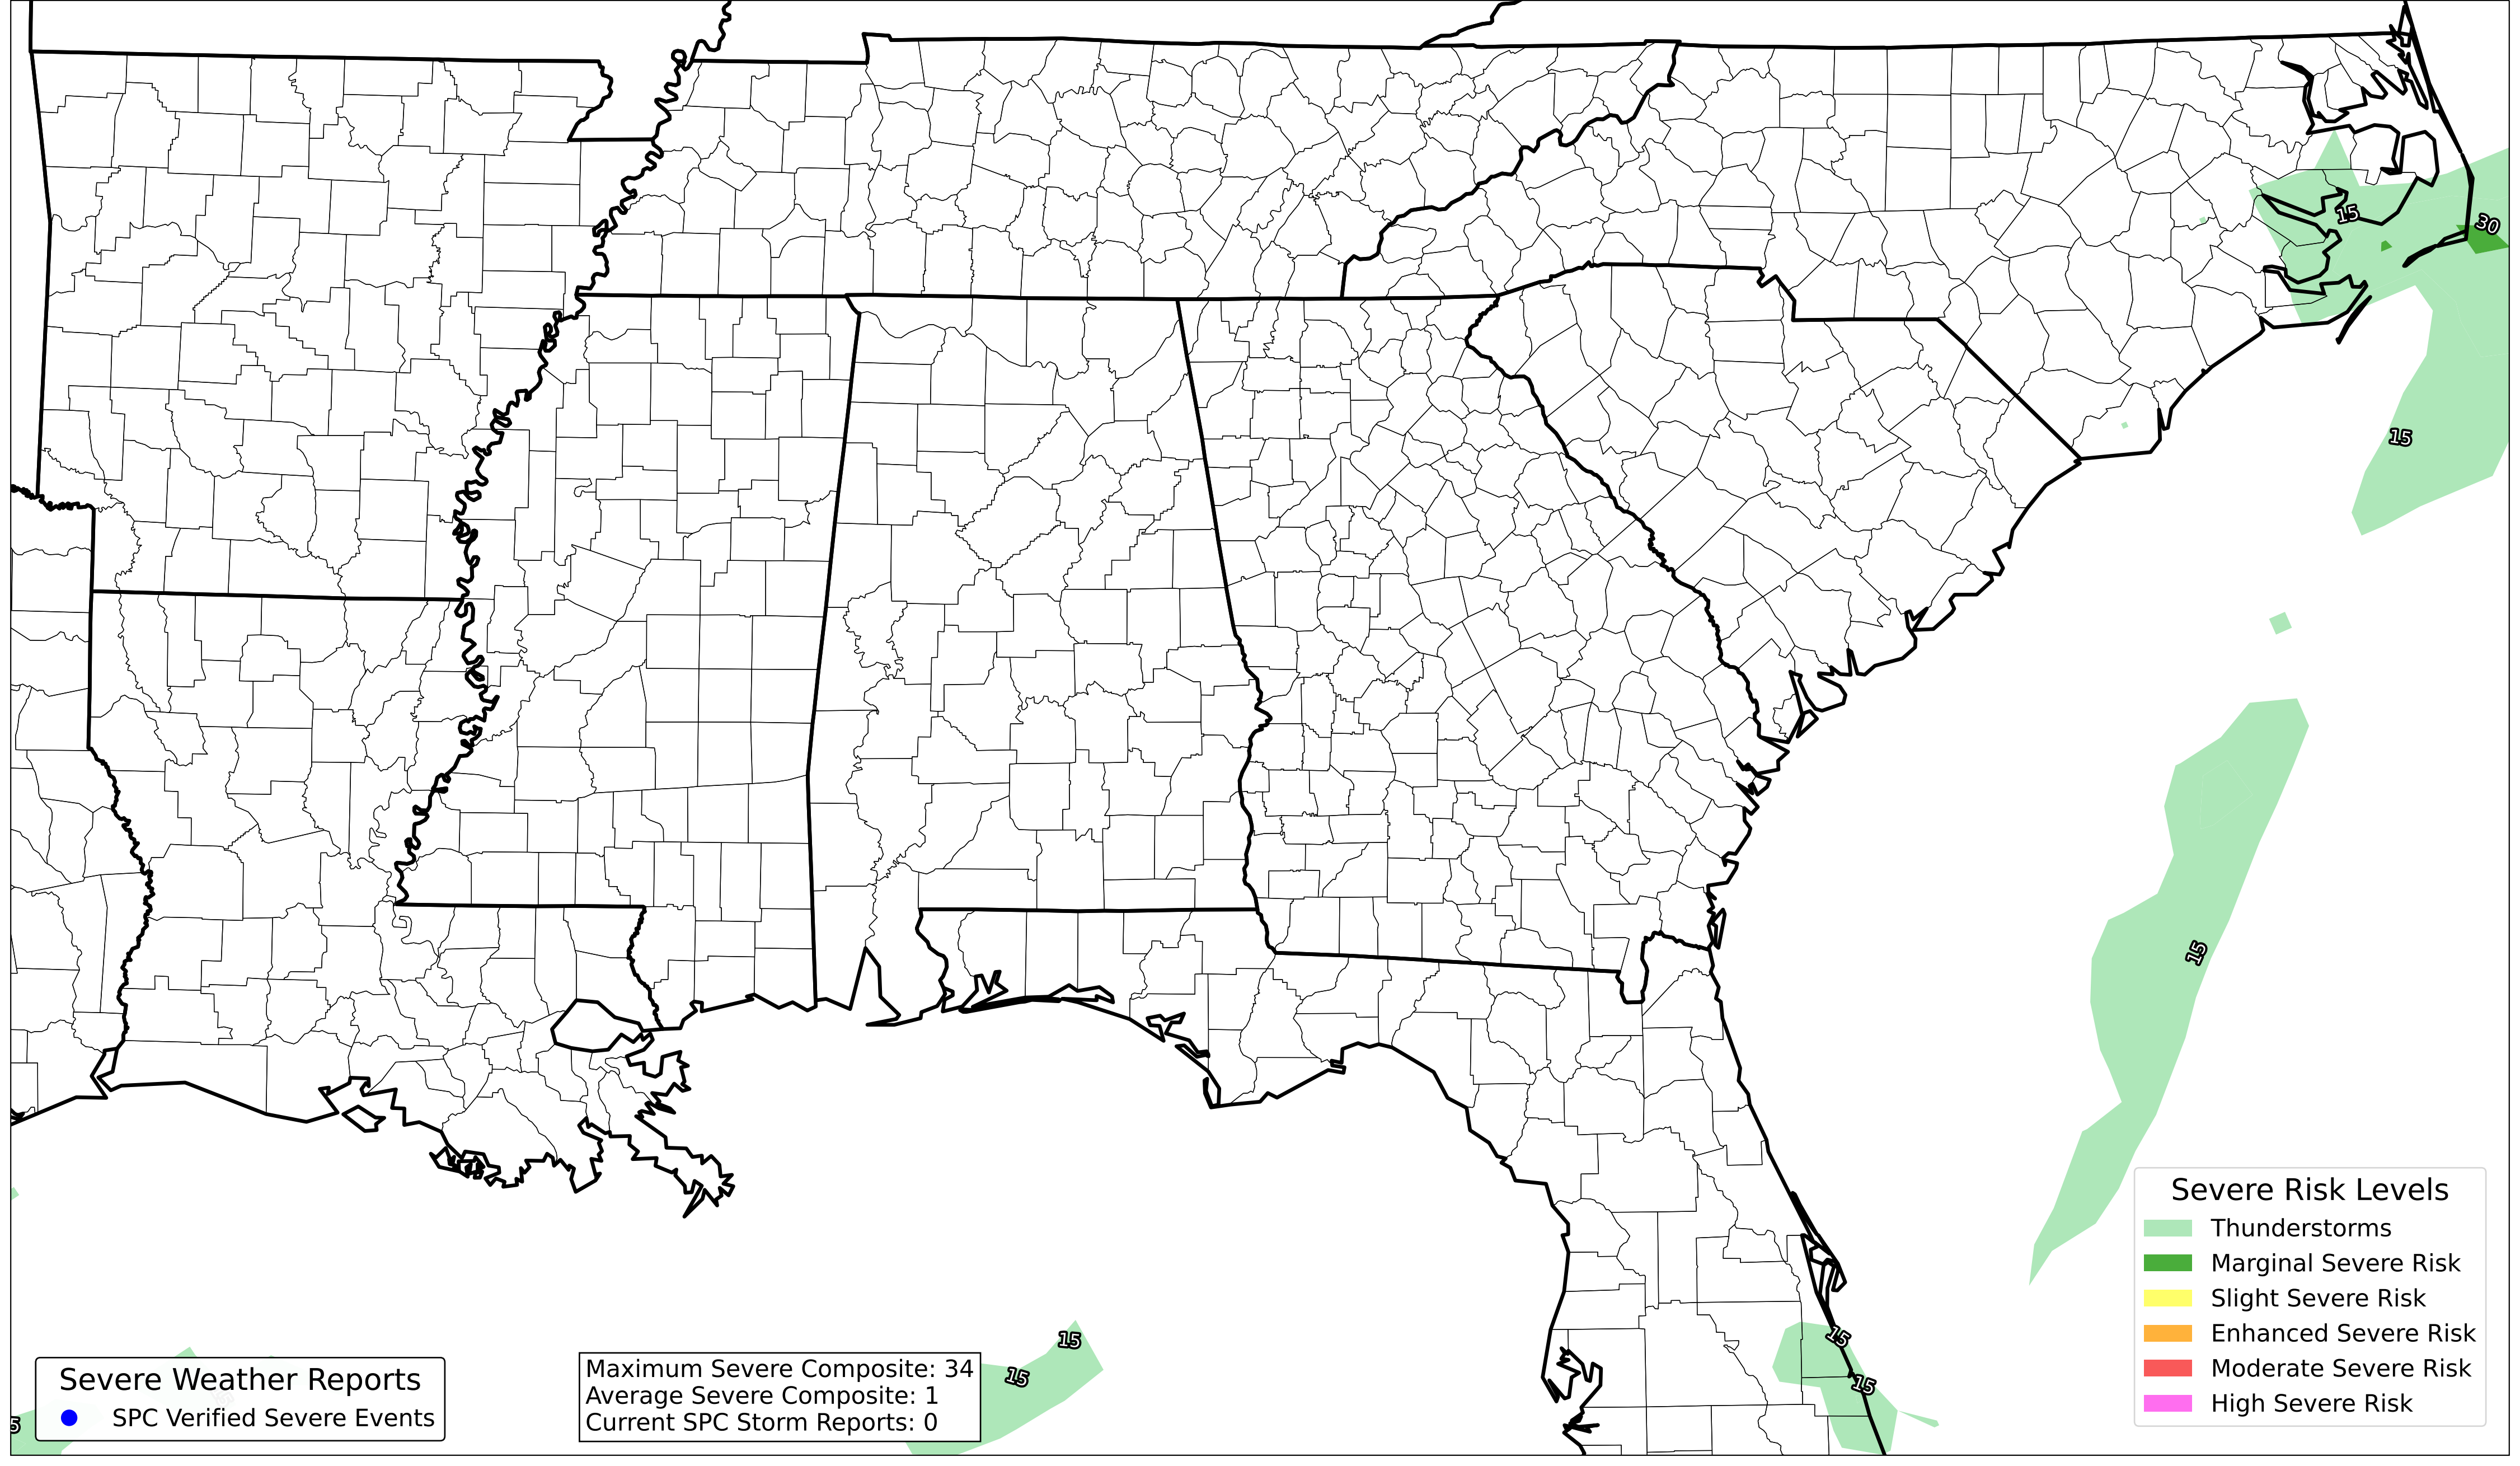 15
30
15
15
15
15
15
15
5
Severe Weather Reports
SPC Verified Severe Events
Maximum Severe Composite: 34
Average Severe Composite: 1
Current SPC Storm Reports: 0
Severe Risk Levels
Thunderstorms
Marginal Severe Risk
Slight Severe Risk
Enhanced Severe Risk
Moderate Severe Risk
High Severe Risk